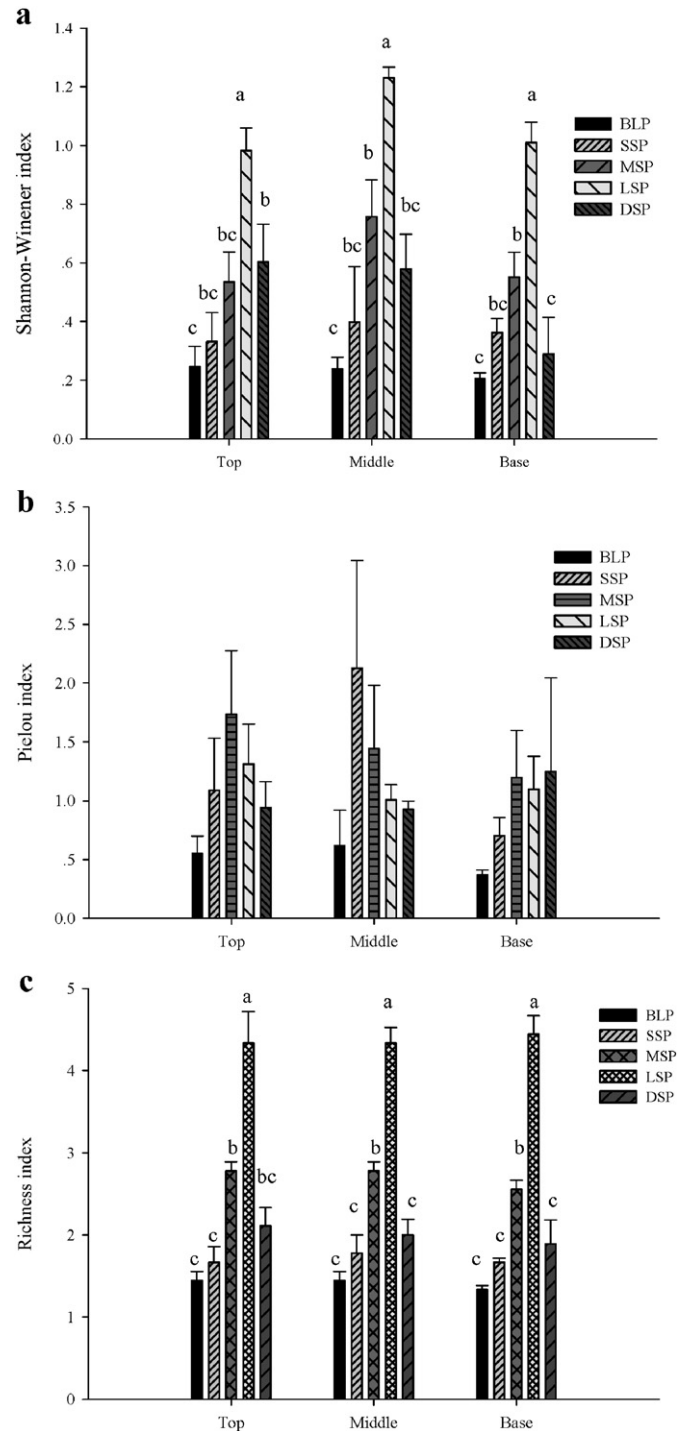 a
1.4
1.2
1.0
.8
.6
.4
.2
0.0
Shannon-Winener index
c
bc
bc
a
b
c
bc
b
a
bc
c
bc
b
a
c
BLP
SSP
MSP
LSP
DSP
Top
Middle
Base
b
3.5
3.0
2.5
2.0
1.5
1.0
.5
0.0
Pielou index
BLP
SSP
MSP
LSP
DSP
Top
Middle
Base
c
5
4
3
2
1
0
Richness index
c
c
b
a
bc
c
c
b
a
c
c
c
b
a
c
BLP
SSP
MSP
LSP
DSP
Top
Middle
Base